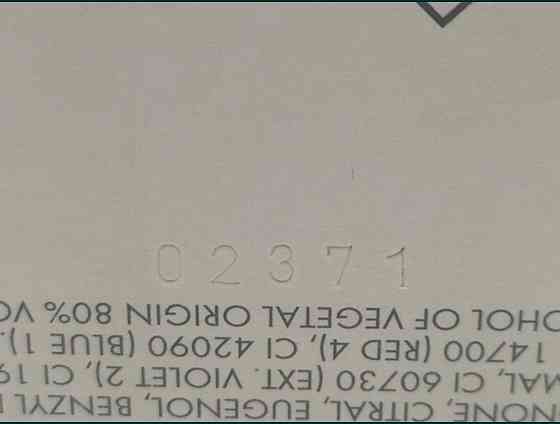 02371
NONE, CITRAL, EUGENOL, BENZYL
MAL, CI 60730 (EXT. VIOLET 2), CI 19
14700 (RED 4), CI 42090 (BLUE 1).
OHOL OF VEGETAL ORIGIN 80% VO